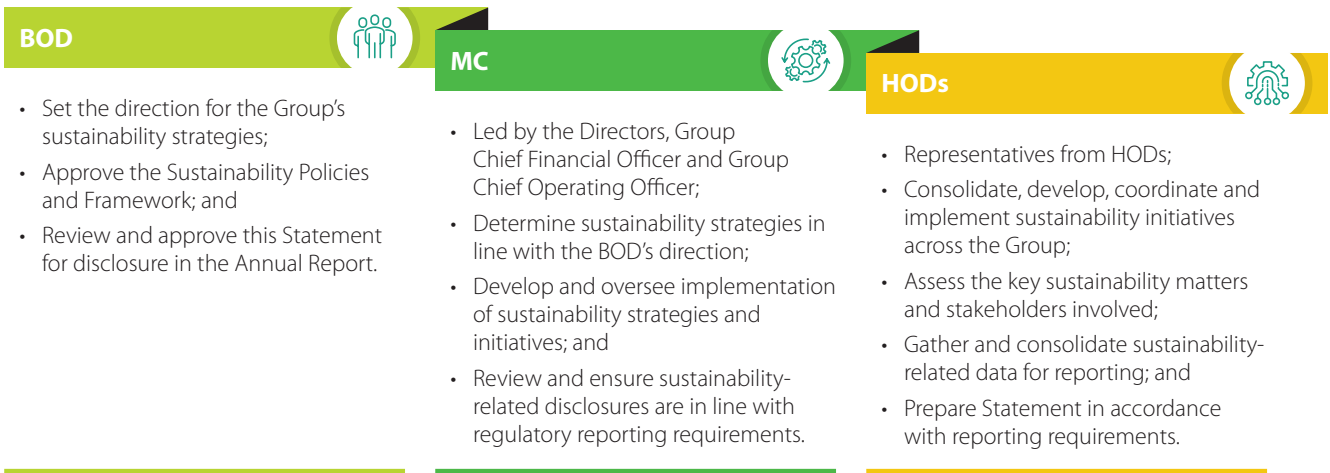 BOD
• Set the direction for the Group's
sustainability strategies;
• Approve the Sustainability Policies
and Framework; and
• Review and approve this Statement
for disclosure in the Annual Report.
MC
• Led by the Directors, Group
Chief Financial Officer and Group
Chief Operating Officer;
• Determine sustainability strategies in
line with the BOD's direction;
• Develop and oversee implementation
of sustainability strategies and
initiatives; and
• Review and ensure sustainability-
related disclosures are in line with
regulatory reporting requirements.
HODs
• Representatives from HODs;
• Consolidate, develop, coordinate and
implement sustainability initiatives
across the Group;
• Assess the key sustainability matters
and stakeholders involved;
• Gather and consolidate sustainability-
related data for reporting; and
• Prepare Statement in accordance
with reporting requirements.